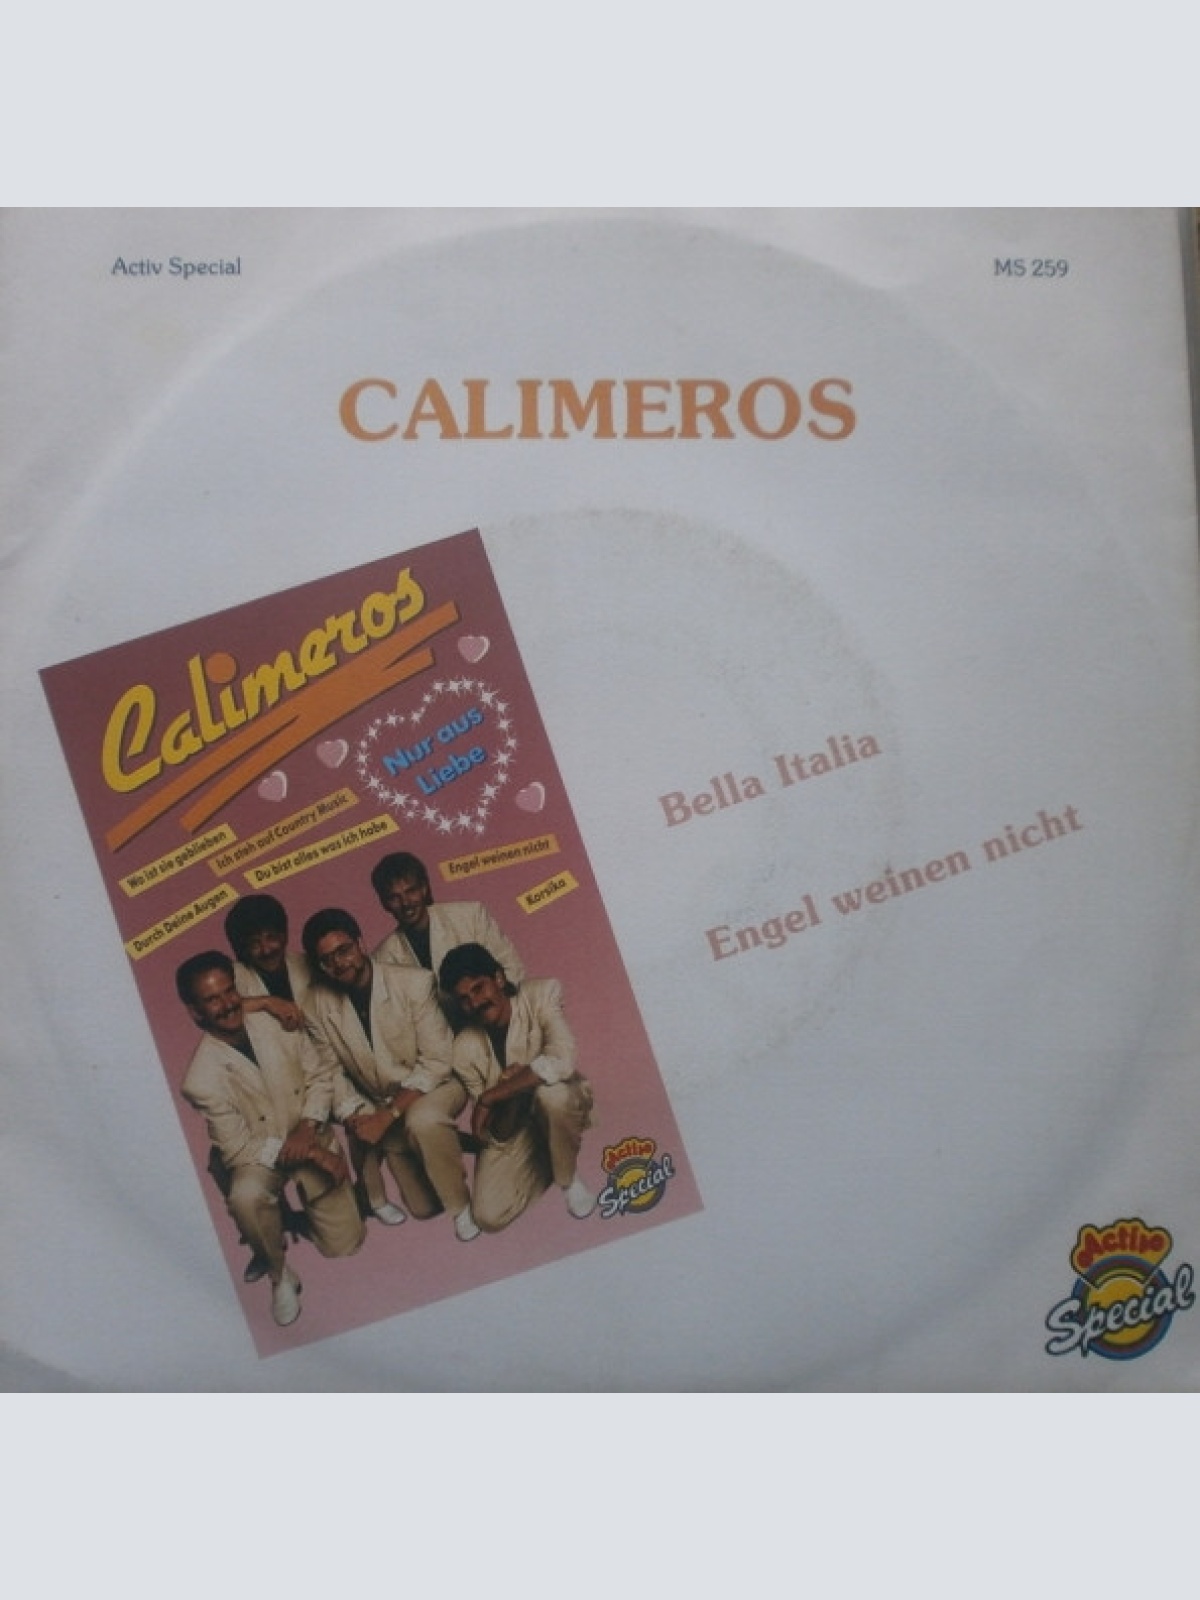 Activ Special
MS 259
CALIMEROS
Calimeros
Nur aus
Liebe
Wo ist sie geblieben
Ich steh auf Country Music
Du bist alles was ich habe
Durch Deine Augen
Engel weinen nicht
Korsika
Activ
Special
Bella Italia
Engel weinen nicht
Activ
Special